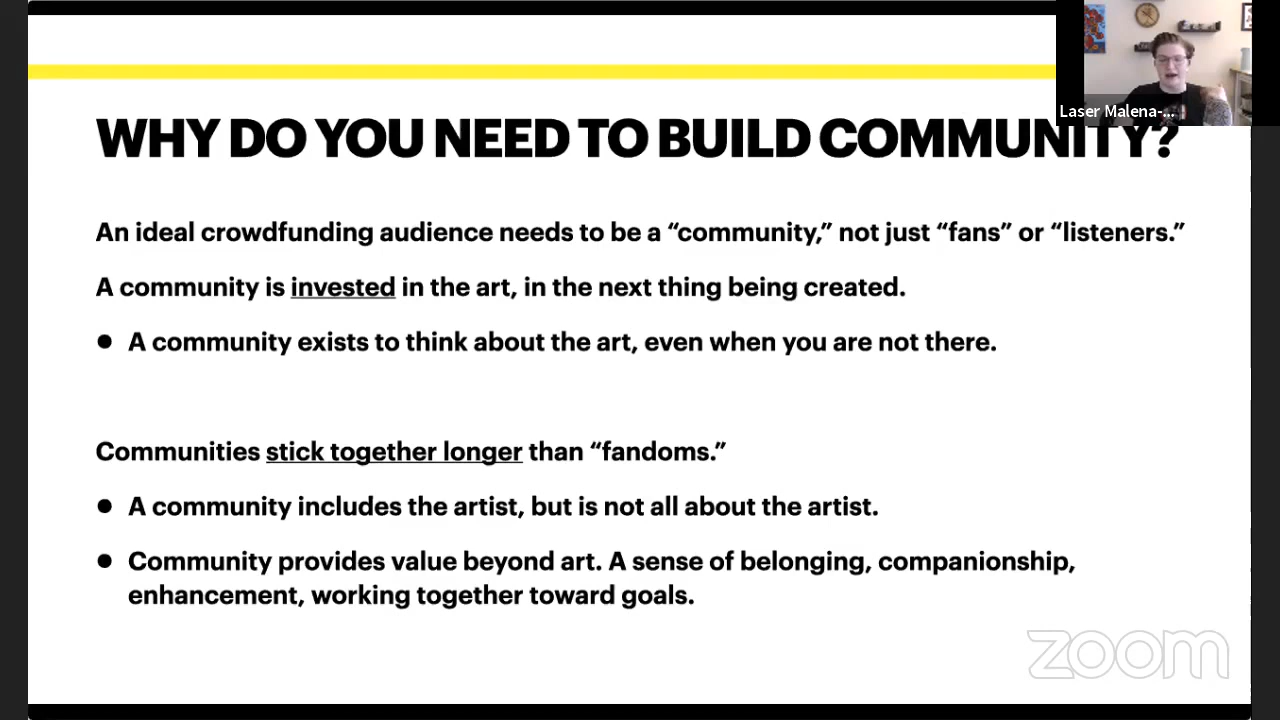 Laser Malena-...
WHY DO YOU NEED TO BUILD COMMUNITY?
An ideal crowdfunding audience needs to be a “community,” not just “fans” or “listeners.”
A community is invested in the art, in the next thing being created.
● A community exists to think about the art, even when you are not there.
Communities stick together longer than “fandoms.”
● A community includes the artist, but is not all about the artist.
● Community provides value beyond art. A sense of belonging, companionship,
enhancement, working together toward goals.
zoom